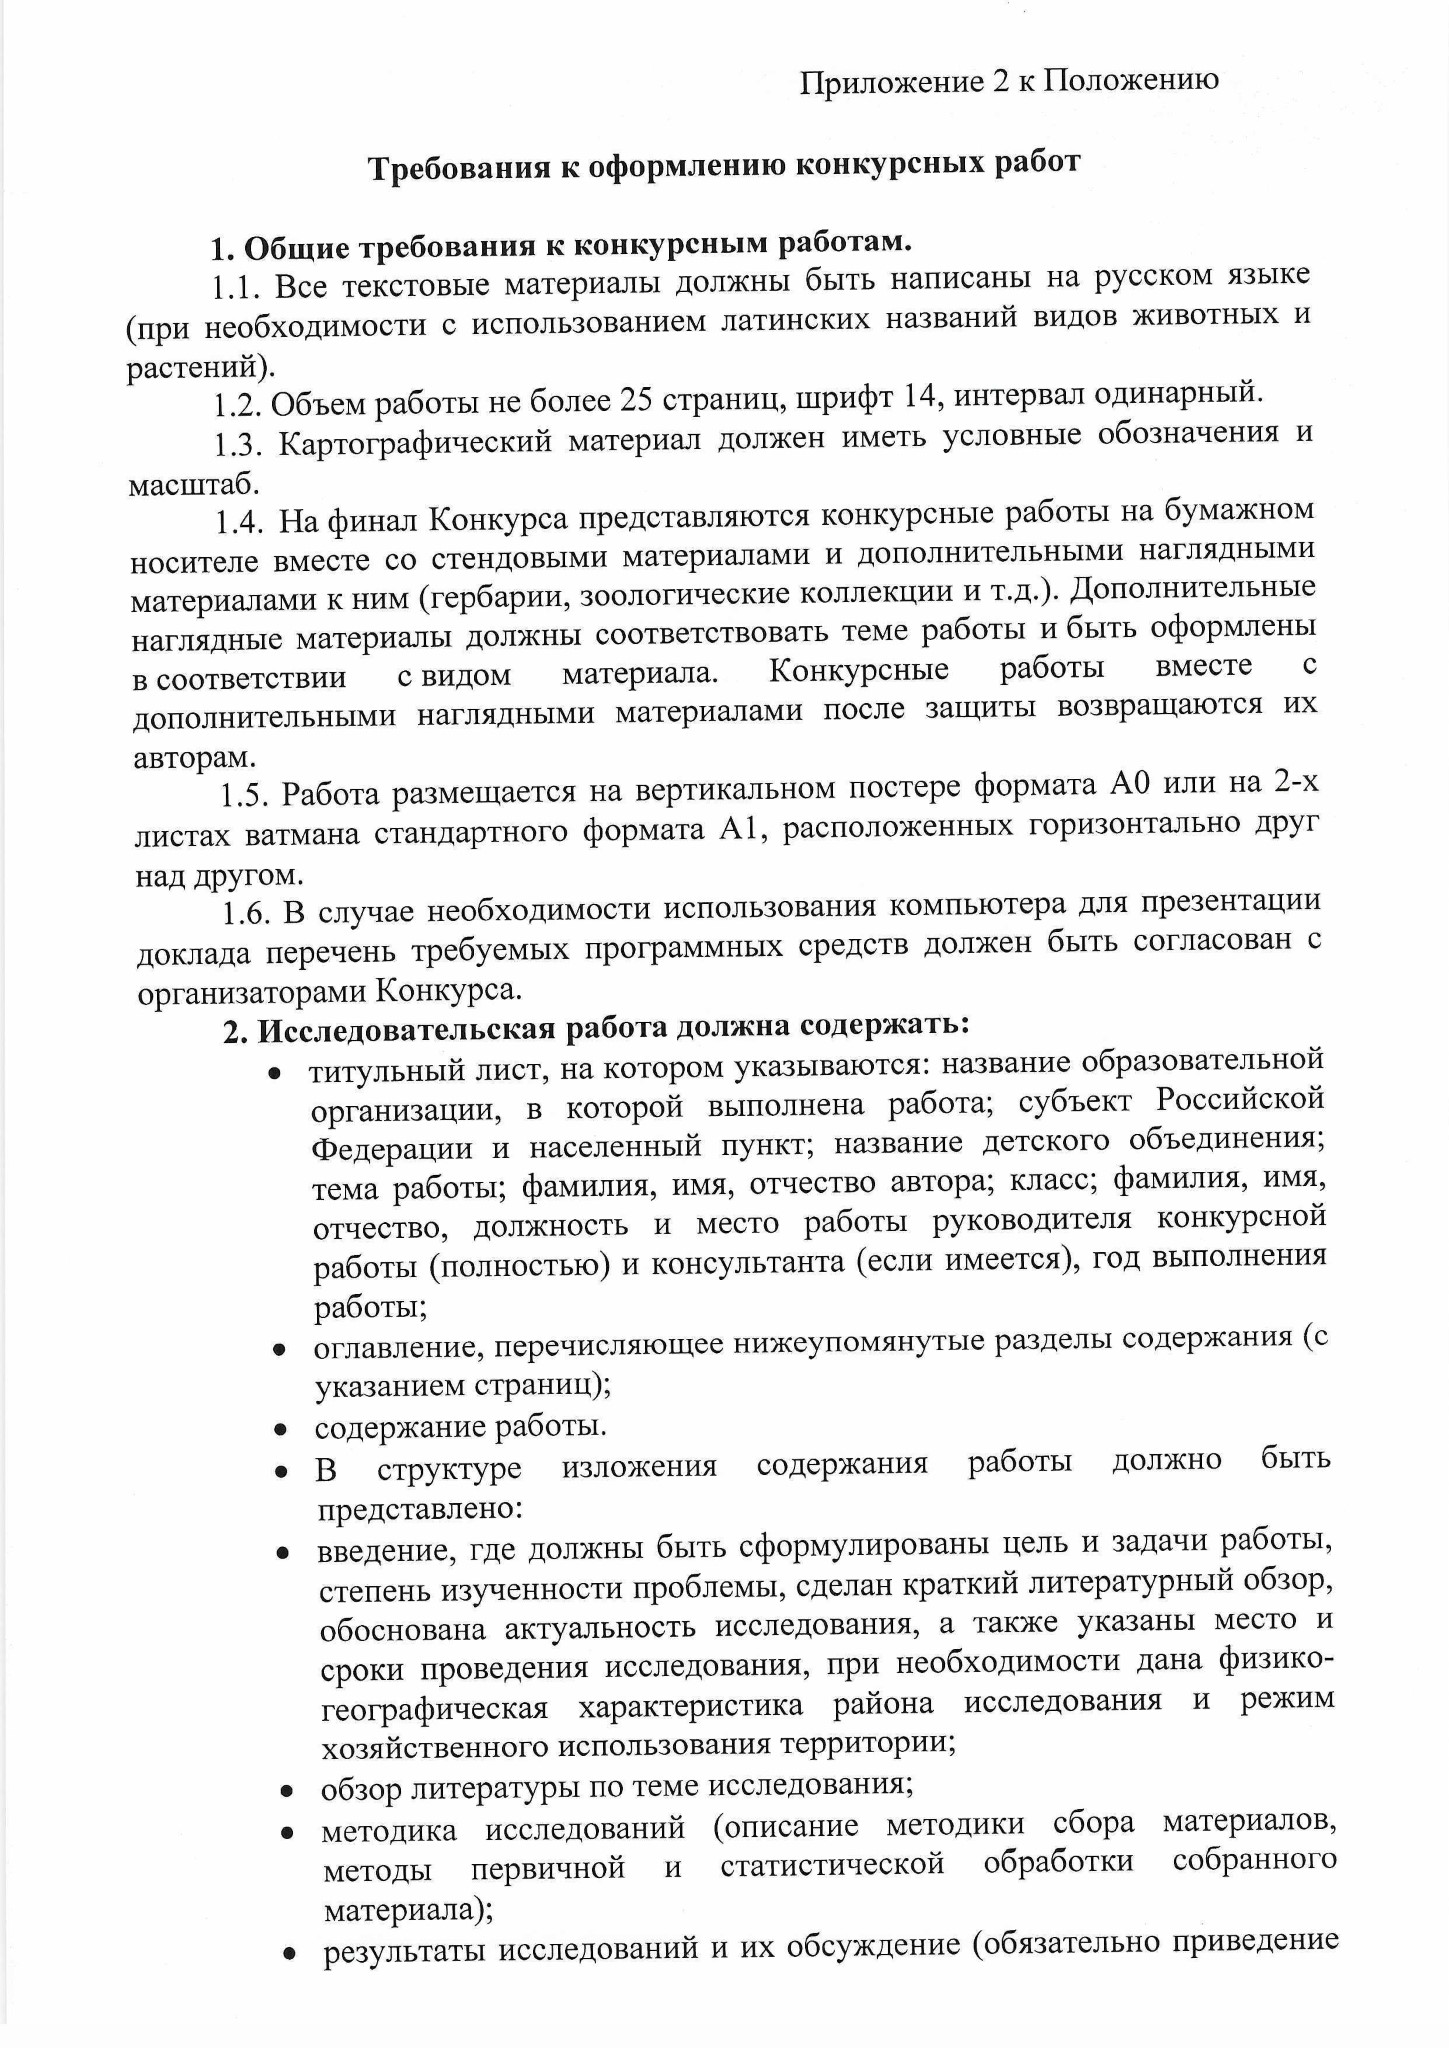 Приложение 2 к Положению
Требования к оформлению конкурсных работ
1. Общие требования к конкурсным работам.
1.1. Все текстовые материалы должны быть написаны на русском языке
(при необходимости с использованием латинских названий видов животных и
растений).
1.2. Объем работы не более 25 страниц, шрифт 14, интервал одинарный.
1.3. Картографический материал должен иметь условные обозначения и
масштаб.
1.4. На финал Конкурса представляются конкурсные работы на бумажном
носителе вместе со стендовыми материалами и дополнительными наглядными
материалами к ним (гербарии, зоологические коллекции и т.д.). Дополнительные
наглядные материалы должны соответствовать теме работы и быть оформлены
в соответствии с видом материала. Конкурсные работы вместе с
дополнительными наглядными материалами после защиты возвращаются их
авторам.
1.5. Работа размещается на вертикальном постере формата А0 или на 2-х
листах ватмана стандартного формата А1, расположенных горизонтально друг
над другом.
1.6. В случае необходимости использования компьютера для презентации
доклада перечень требуемых программных средств должен быть согласован с
организаторами Конкурса.
2. Исследовательская работа должна содержать:
• титульный лист, на котором указываются: название образовательной
организации, в которой выполнена работа; субъект Российской
Федерации и населенный пункт; название детского объединения;
тема работы; фамилия, имя, отчество автора; класс; фамилия, имя,
отчество, должность и место работы руководителя конкурсной
работы (полностью) и консультанта (если имеется), год выполнения
работы;
• оглавление, перечисляющее нижеупомянутые разделы содержания (с
указанием страниц);
• содержание работы.
• В структуре изложения содержания работы должно быть
представлено:
• введение, где должны быть сформулированы цель и задачи работы,
степень изученности проблемы, сделан краткий литературный обзор,
обоснована актуальность исследования, а также указаны место и
сроки проведения исследования, при необходимости дана физико-
географическая характеристика района исследования и режим
хозяйственного использования территории;
• обзор литературы по теме исследования;
• методика исследований (описание методики сбора материалов,
методы первичной и статистической обработки собранного
материала);
• результаты исследований и их обсуждение (обязательно приведение